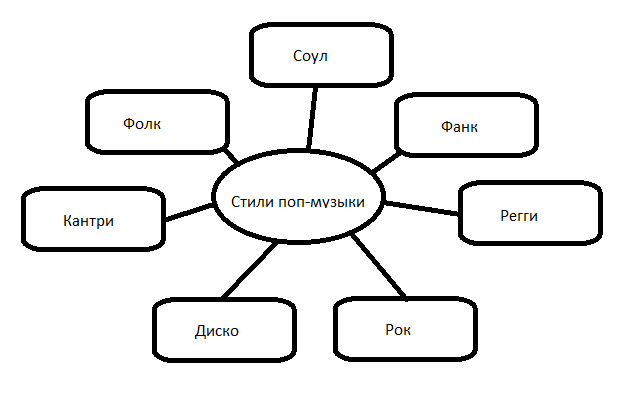 Соул
Фолк
Фанк
Стили поп-музыки
Кантри
Регги
Диско
Рок